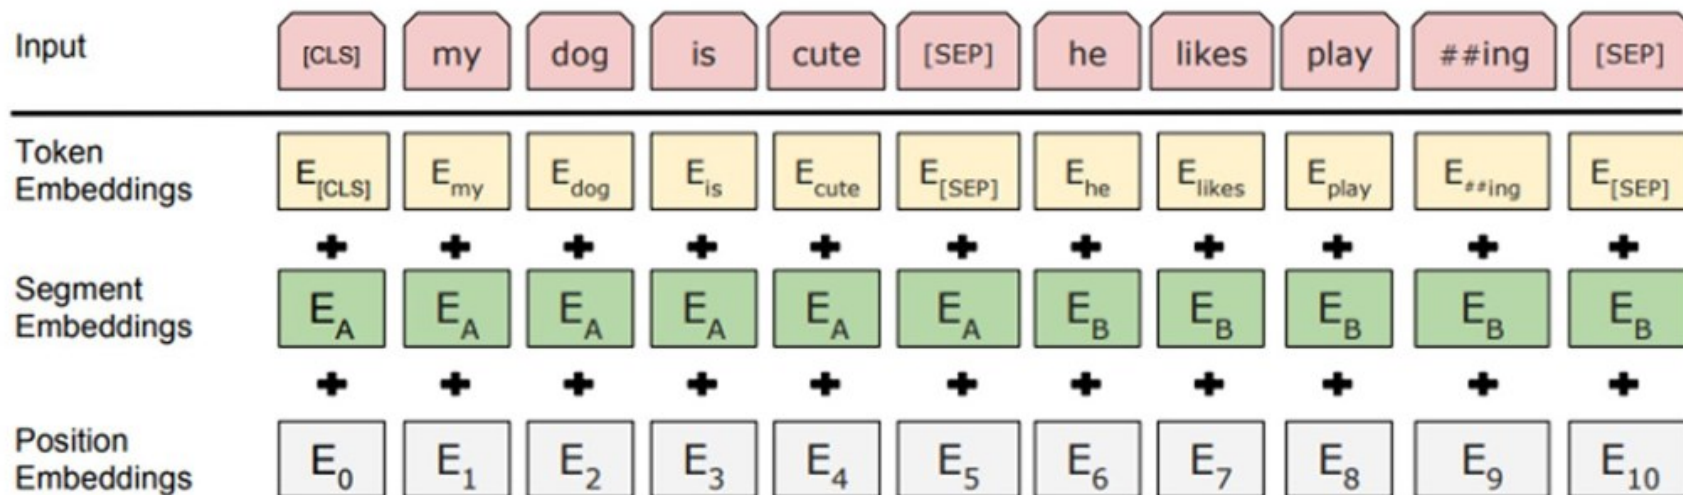 Input [CLS] my dog is cute [SEP] he likes play ##ing [SEP]
Token Embeddings E[CLS] Emy Edog Eis Ecute E[SEP] Ehe Elikes Eplay E##ing E[SEP]
+ + + + + + + + + + +
Segment Embeddings EA EA EA EA EA EA EB EB EB EB EB
+ + + + + + + + + + +
Position Embeddings E0 E1 E2 E3 E4 E5 E6 E7 E8 E9 E10